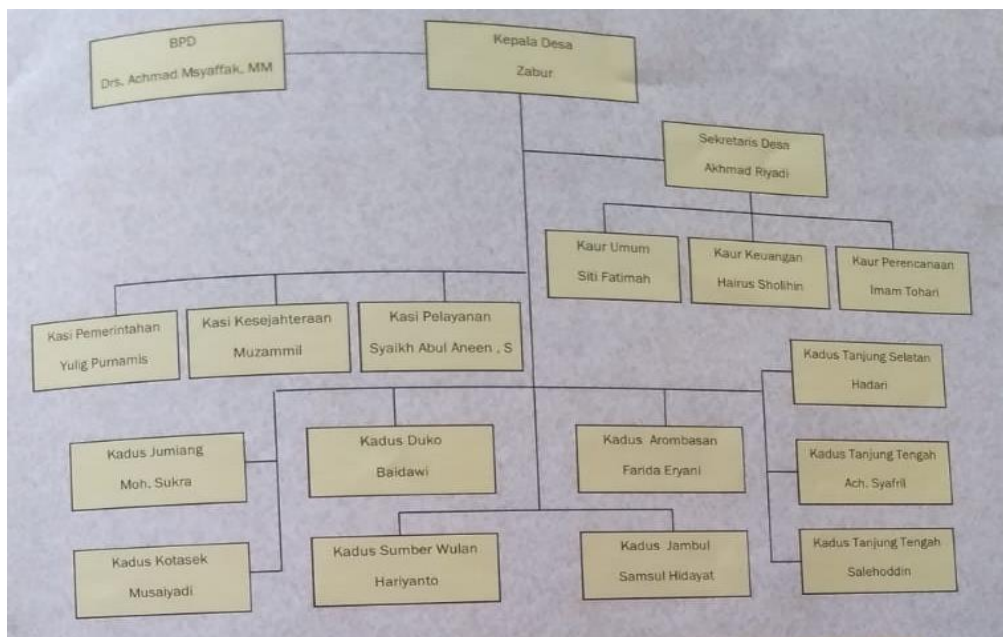 BPD
Drs. Achmad Msyaffak, MM
Kepala Desa
Zabur
Sekretaris Desa
Akhmad Riyadi
Kaur Umum
Siti Fatimah
Kaur Keuangan
Hairus Sholihin
Kaur Perencanaan
Imam Tohari
Kasi Pemerintahan
Yulig Purnamis
Kasi Kesejahteraan
Muzammil
Kasi Pelayanan
Syaikh Abul Aneen , S
Kadus Tanjung Selatan
Hadari
Kadus Jumiang
Moh. Sukra
Kadus Duko
Baidawi
Kadus Arombasan
Farida Eryani
Kadus Tanjung Tengah
Ach. Syafril
Kadus Kotasek
Musaiyadi
Kadus Sumber Wulan
Hariyanto
Kadus Jambul
Samsul Hidayat
Kadus Tanjung Tengah
Salehoddin